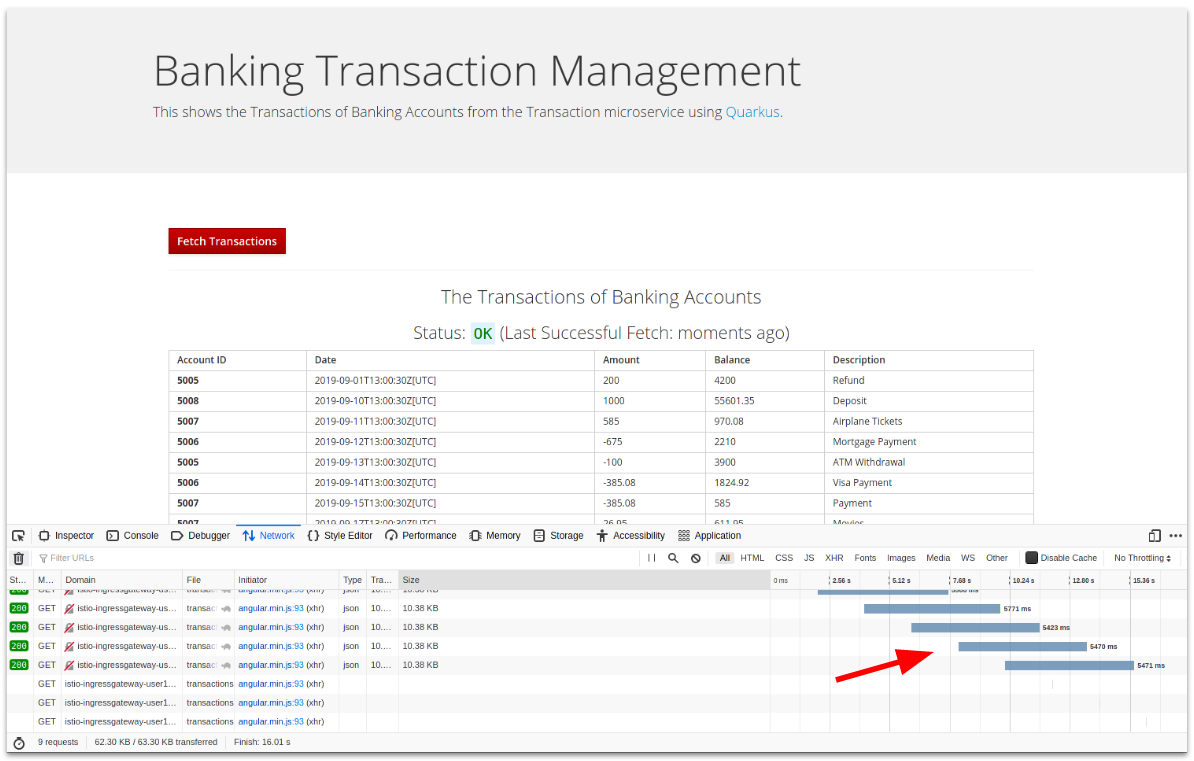 Banking Transaction Management
This shows the Transactions of Banking Accounts from the Transaction microservice using Quarkus.
Fetch Transactions
The Transactions of Banking Accounts
Status: OK (Last Successful Fetch: moments ago)
Account ID Date Amount Balance Description
5005 2019-09-01T13:00:30Z[UTC] 200 4200 Refund
5008 2019-09-10T13:00:30Z[UTC] 1000 55601.35 Deposit
5007 2019-09-11T13:00:30Z[UTC] 585 970.08 Airplane Tickets
5006 2019-09-12T13:00:30Z[UTC] -675 2210 Mortgage Payment
5005 2019-09-13T13:00:30Z[UTC] -100 3900 ATM Withdrawal
5006 2019-09-14T13:00:30Z[UTC] -385.08 1824.92 Visa Payment
5007 2019-09-15T13:00:30Z[UTC] -385.08 585 Payment
5007 2019-09-17T13:00:30Z[UTC] 26.95 611.95 Movies
Inspector Console Debugger Network {} Style Editor Performance Memory Storage Accessibility Application
Filter URLs All HTML CSS JS XHR Fonts Images Media WS Other Disable Cache No Throttling
St... M... Domain File Initiator Type Tra... Size 0 ms 2.56 s 5.12 s 7.68 s 10.24 s 12.80 s 15.36 s
200 GET istio-ingressgateway-us... transac angular.min.js:93 (xhr) json 10.... 10.38 KB
200 GET istio-ingressgateway-us... transac angular.min.js:93 (xhr) json 10.... 10.38 KB 5771 ms
200 GET istio-ingressgateway-us... transac angular.min.js:93 (xhr) json 10.... 10.38 KB 5423 ms
200 GET istio-ingressgateway-us... transac angular.min.js:93 (xhr) json 10.... 10.38 KB 5470 ms
200 GET istio-ingressgateway-us... transac angular.min.js:93 (xhr) json 10.... 10.38 KB 5471 ms
GET istio-ingressgateway-user1... transactions angular.min.js:93 (xhr)
GET istio-ingressgateway-user1... transactions angular.min.js:93 (xhr)
GET istio-ingressgateway-user1... transactions angular.min.js:93 (xhr)
9 requests 62.30 KB / 63.30 KB transferred Finish: 16.01 s